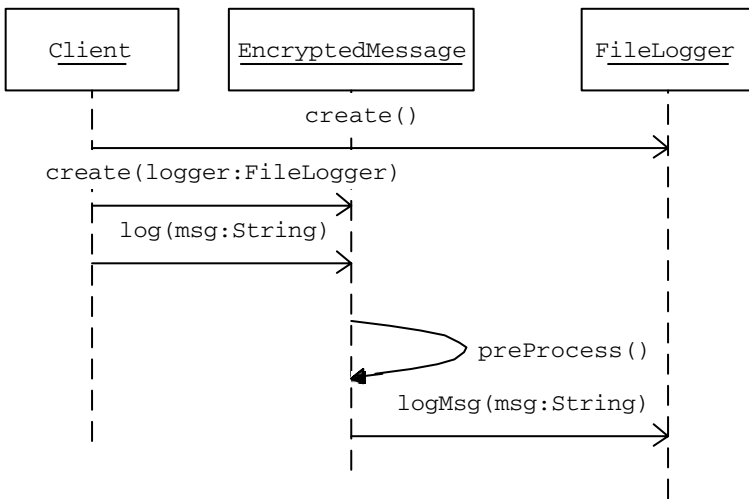 Client
EncryptedMessage
FileLogger
create()
create(logger:FileLogger)
log(msg:String)
preProcess()
logMsg(msg:String)